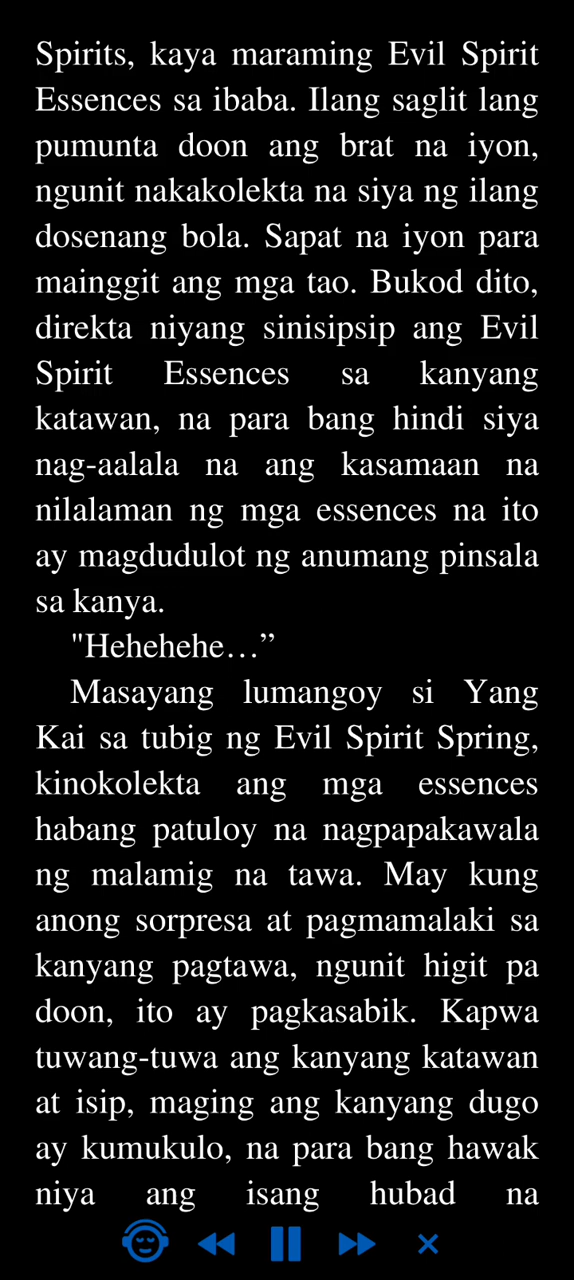 Spirits, kaya maraming Evil Spirit
Essences sa ibaba. Ilang saglit lang
pumunta doon ang brat na iyon,
ngunit nakakolekta na siya ng ilang
dosenang bola. Sapat na iyon para
mainggit ang mga tao. Bukod dito,
direkta niyang sinisipsip ang Evil
Spirit Essences sa kanyang
katawan, na para bang hindi siya
nag-aalala na ang kasamaan na
nilalaman ng mga essences na ito
ay magdudulot ng anumang pinsala
sa kanya.
"Hehehehe…”
Masayang lumangoy si Yang
Kai sa tubig ng Evil Spirit Spring,
kinokolekta ang mga essences
habang patuloy na nagpapakawala
ng malamig na tawa. May kung
anong sorpresa at pagmamalaki sa
kanyang pagtawa, ngunit higit pa
doon, ito ay pagkasabik. Kapwa
tuwang-tuwa ang kanyang katawan
at isip, maging ang kanyang dugo
ay kumukulo, na para bang hawak
niya ang isang hubad na